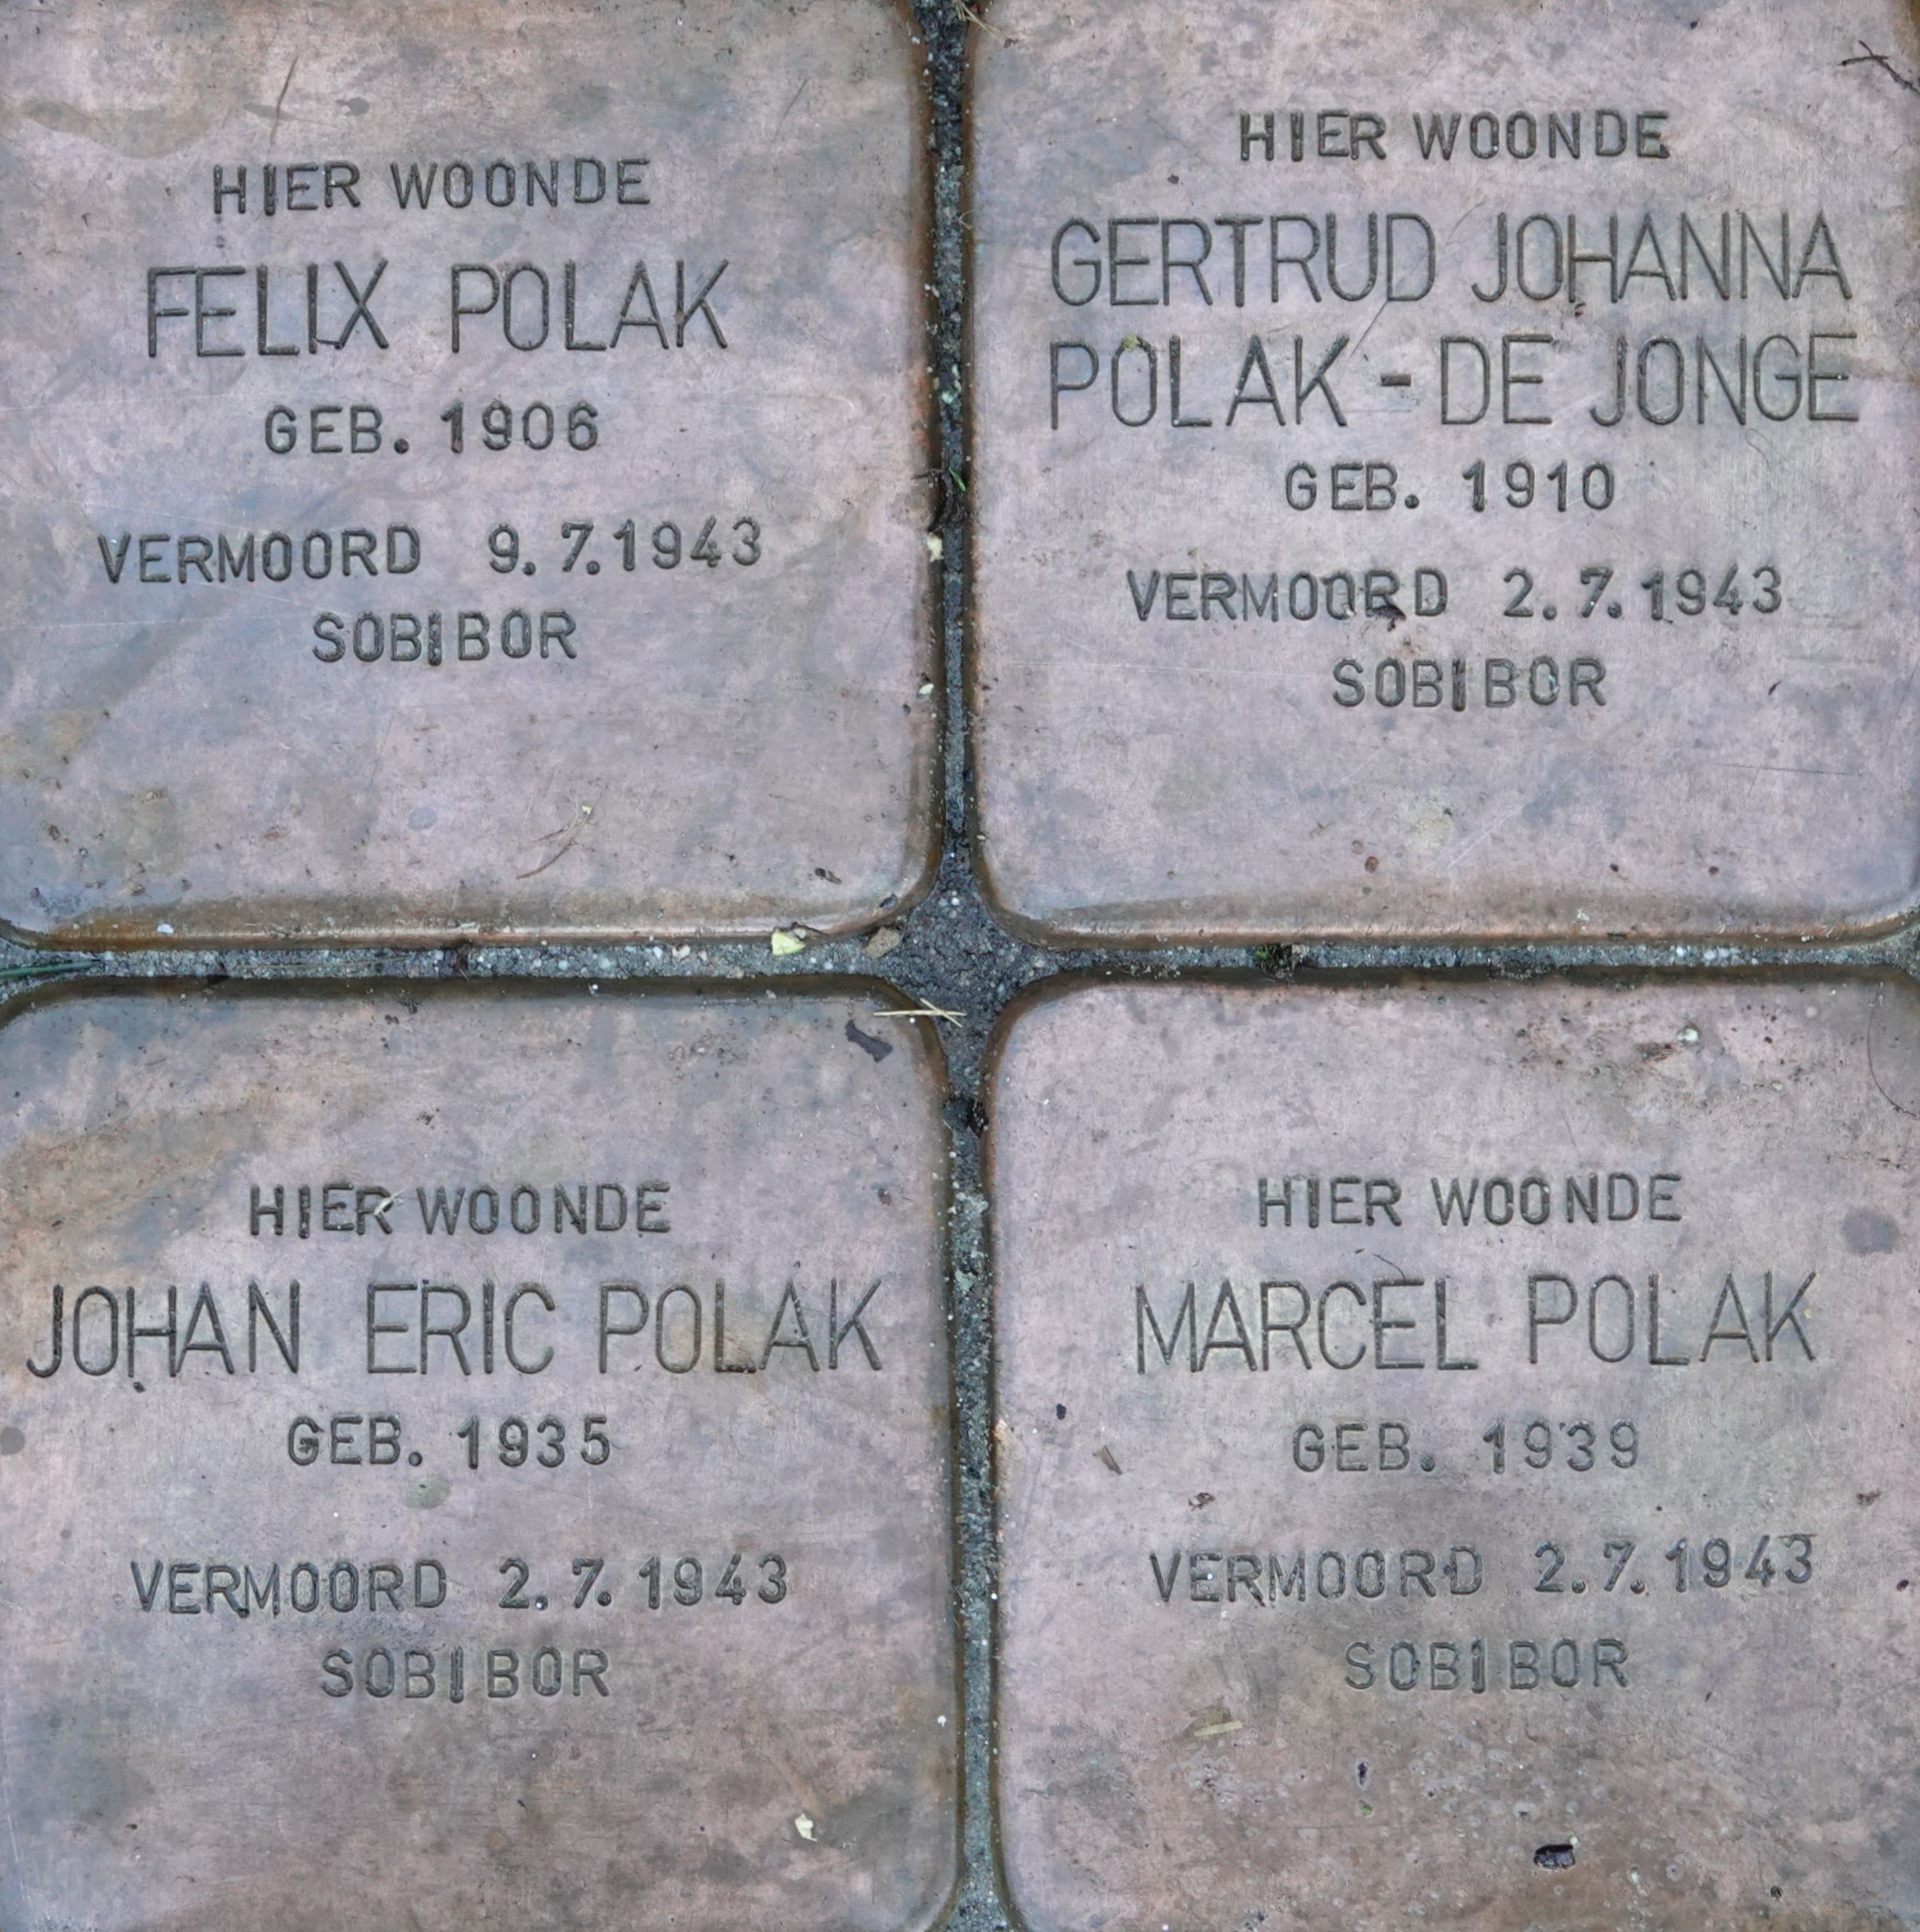 HIER WOONDE
FELIX POLAK
GEB. 1906
VERMOORD 9.7.1943
SOBIBOR
HIER WOONDE
GERTRUD JOHANNA
POLAK-DE JONGE
GEB. 1910
VERMOORD 2.7.1943
SOBIBOR
HIER WOONDE
JOHAN ERIC POLAK
GEB. 1935
VERMOORD 2.7.1943
SOBIBOR
HIER WOONDE
MARCEL POLAK
GEB. 1939
VERMOORD 2.7.1943
SOBIBOR